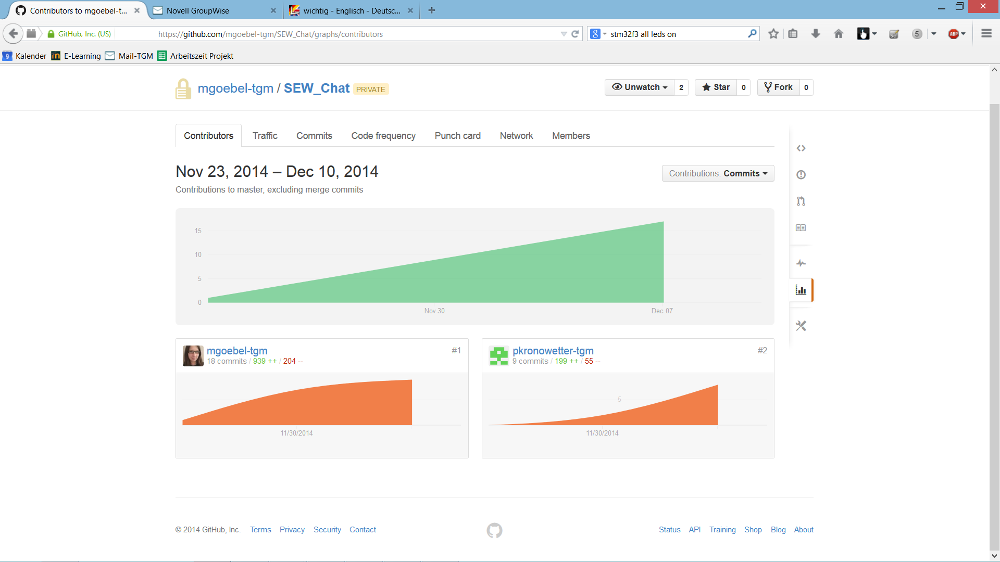 Contributors to mgoebel-t...
Novell GroupWise
wichtig - Englisch - Deutsc...
GitHub, Inc. (US)
https://github.com/mgoebel-tgm/SEW_Chat/graphs/contributors
8
stm32f3 all leds on
5
ABP
9 Kalender
E-Learning
Mail-TGM
Arbeitszeit Projekt
mgoebel-tgm / SEW_Chat PRIVATE
Unwatch 2
Star 0
Fork 0
Contributors
Traffic
Commits
Code frequency
Punch card
Network
Members
Nov 23, 2014 – Dec 10, 2014
Contributions: Commits
Contributions to master, excluding merge commits
15
10
5
0
Nov 30
Dec 07
mgoebel-tgm
#1
18 commits / 939 ++ / 204 --
11/30/2014
pkronowetter-tgm
#2
9 commits / 199 ++ / 55 --
5
11/30/2014
© 2014 GitHub, Inc.
Terms
Privacy
Security
Contact
Status
API
Training
Shop
Blog
About